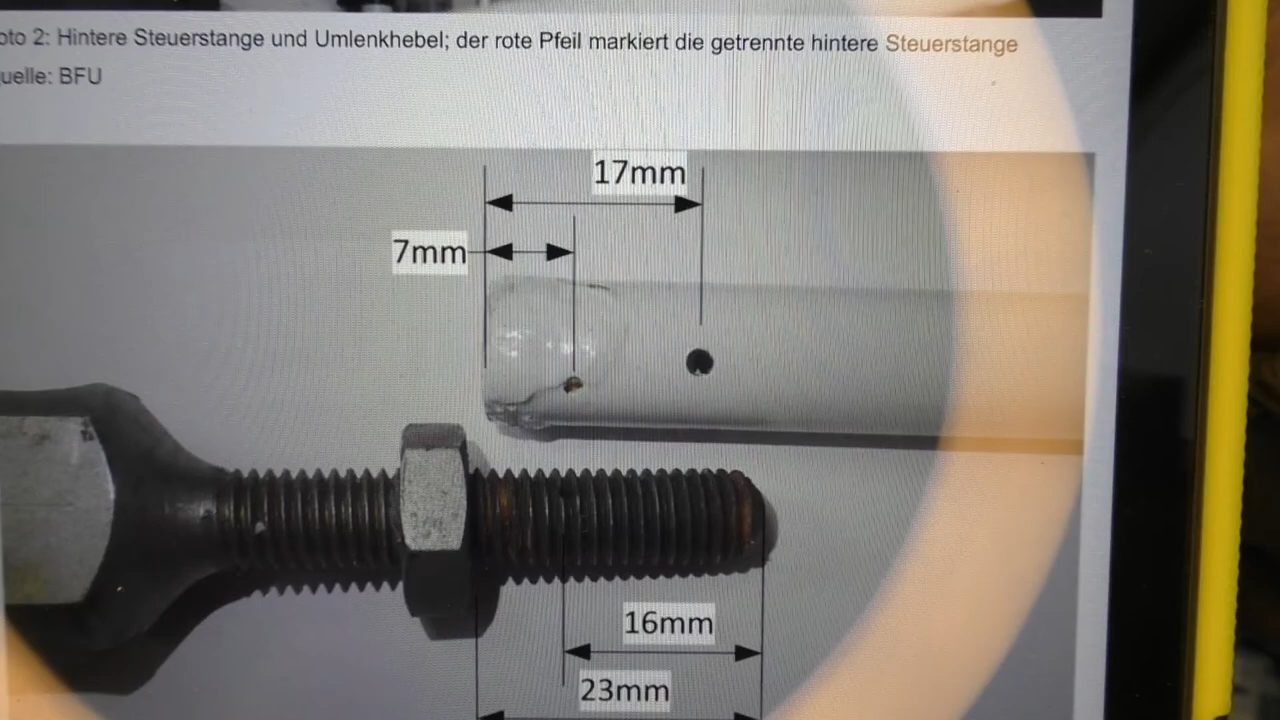 oto 2: Hintere Steuerstange und Umlenkhebel; der rote Pfeil markiert die getrennte hintere Steuerstange
uelle: BFU
17mm
7mm
16mm
23mm